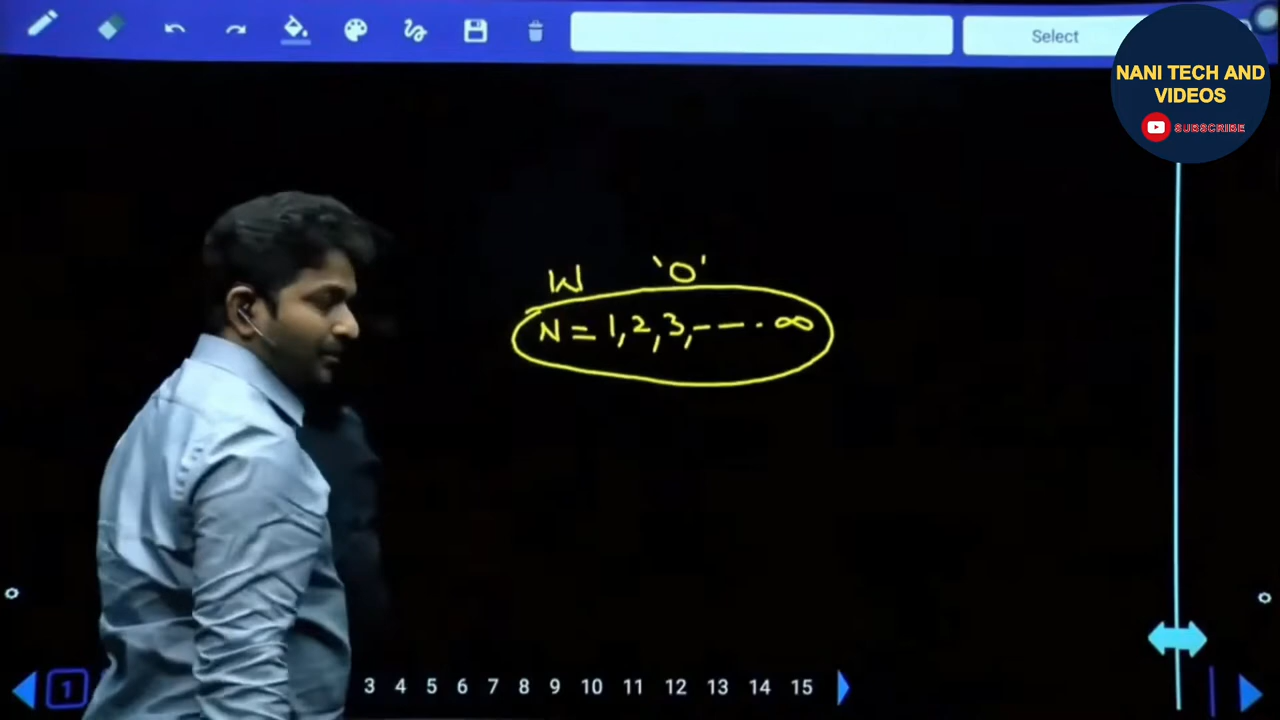 Select
NANI TECH AND
VIDEOS
SUBSCRIBE
W '0'
N = 1, 2, 3, --- . ∞
1 3 4 5 6 7 8 9 10 11 12 13 14 15